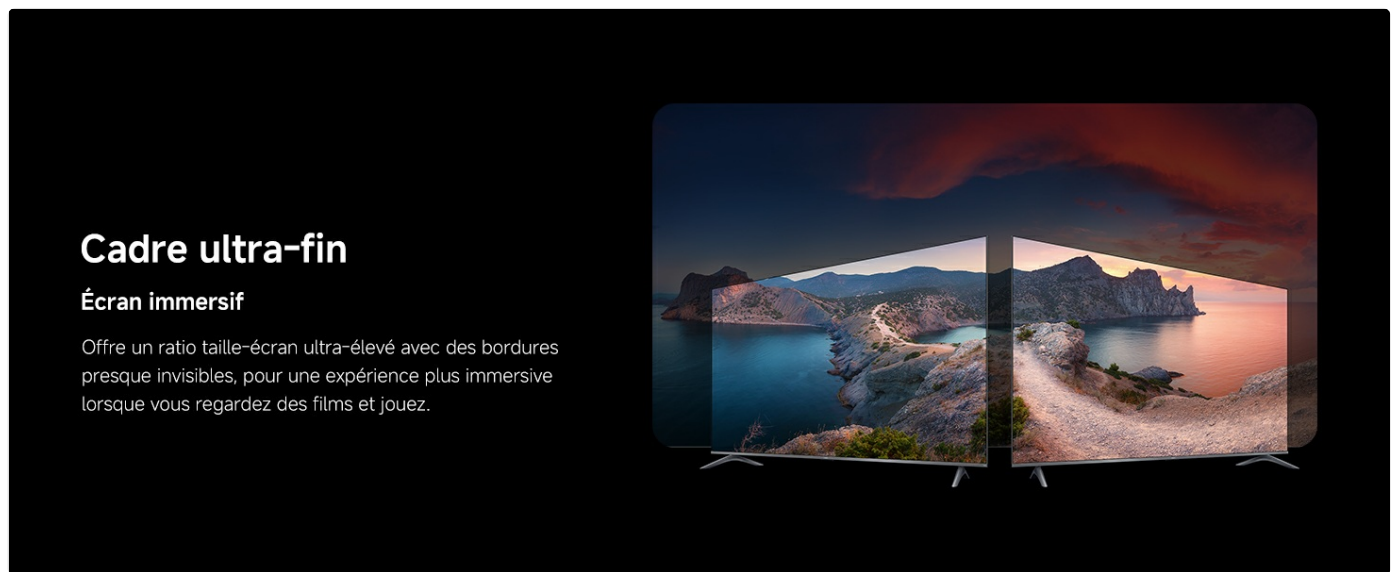 Cadre ultra-fin
Écran immersif
Offre un ratio taille-écran ultra-élevé avec des bordures
presque invisibles, pour une expérience plus immersive
lorsque vous regardez des films et jouez.